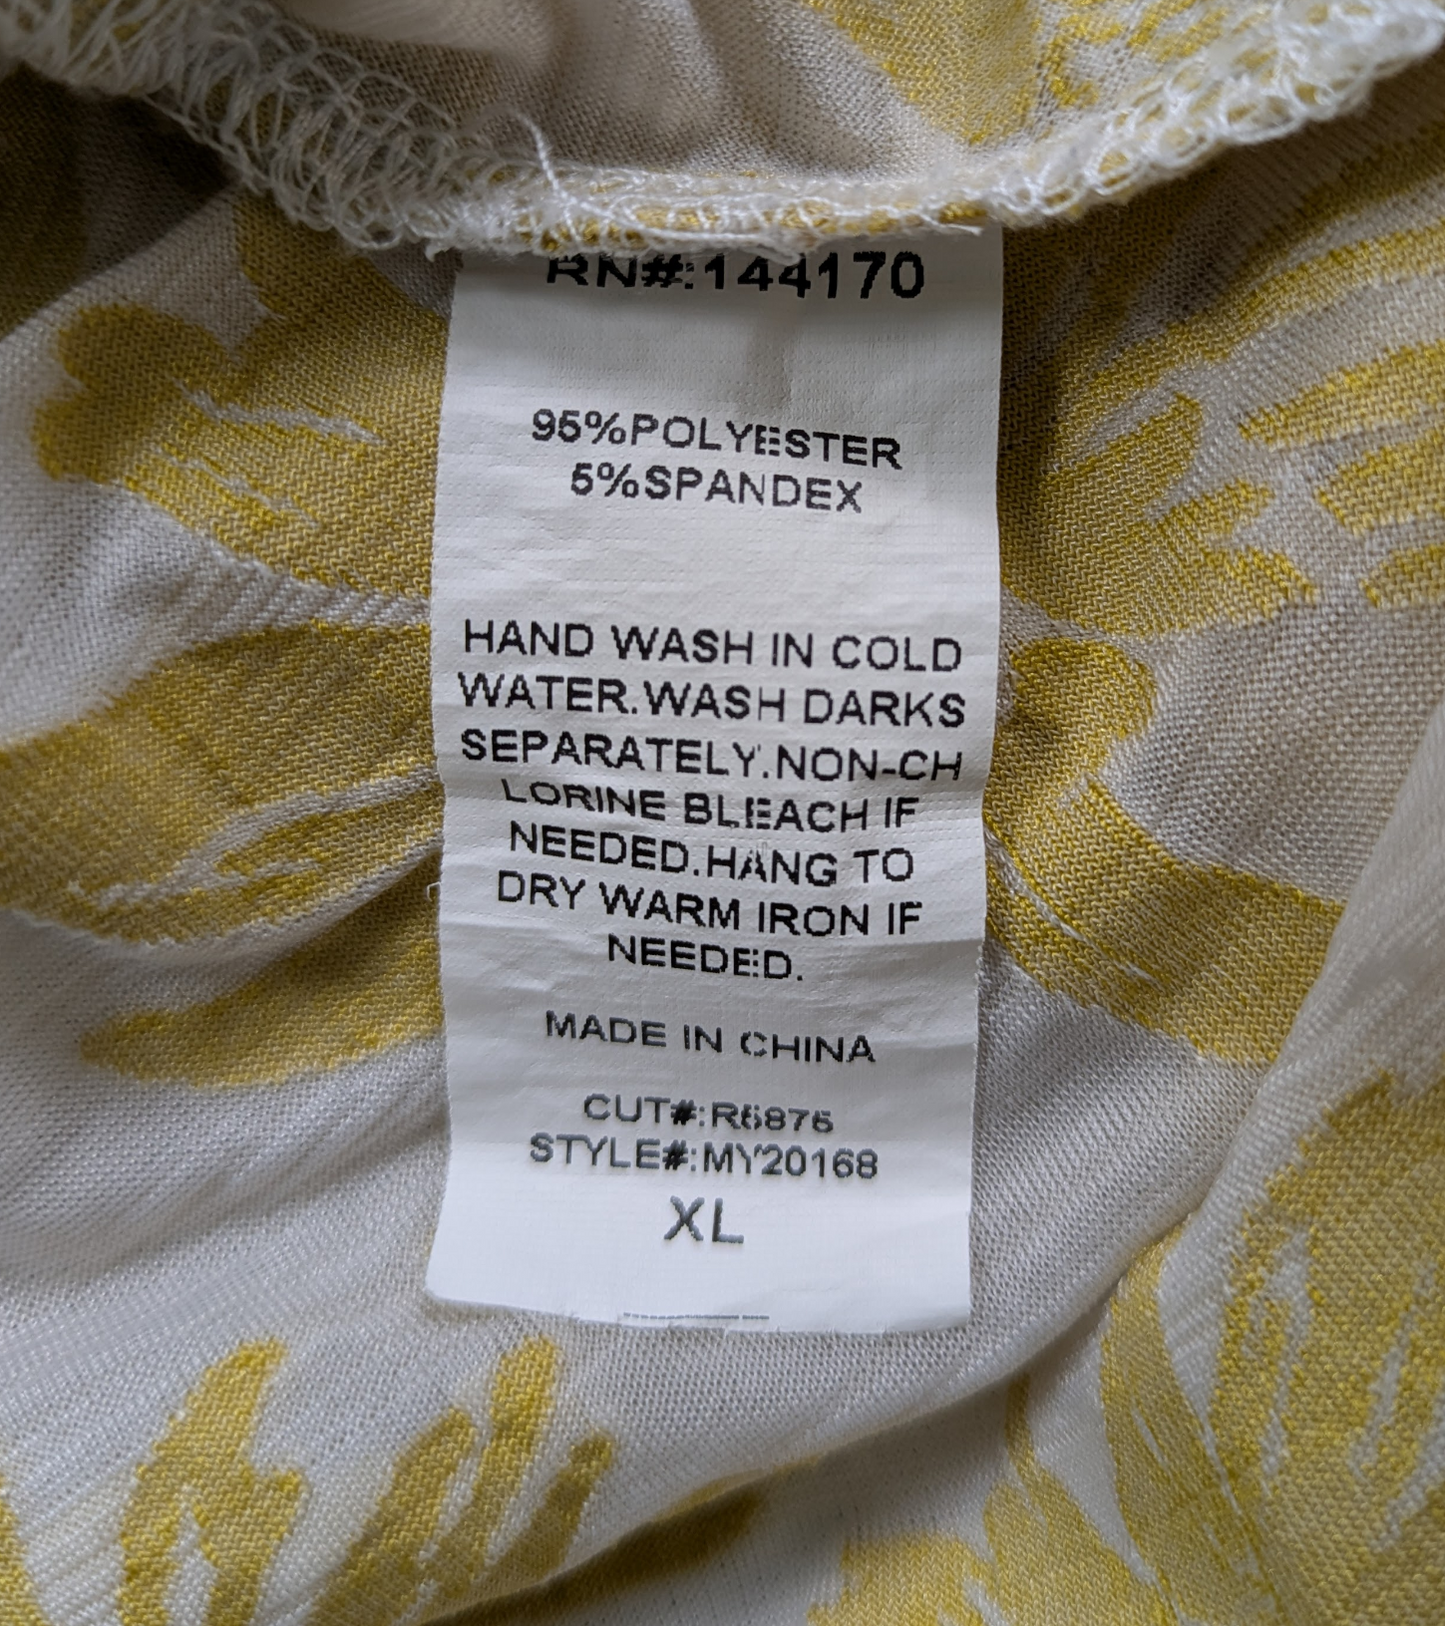 RN#:144170
95%POLYESTER
5%SPANDEX
HAND WASH IN COLD
WATER.WASH DARKS
SEPARATELY.NON-CH
LORINE BLEACH IF
NEEDED.HANG TO
DRY WARM IRON IF
NEEDED.
MADE IN CHINA
CUT#:
STYLE#:MY20168
XL